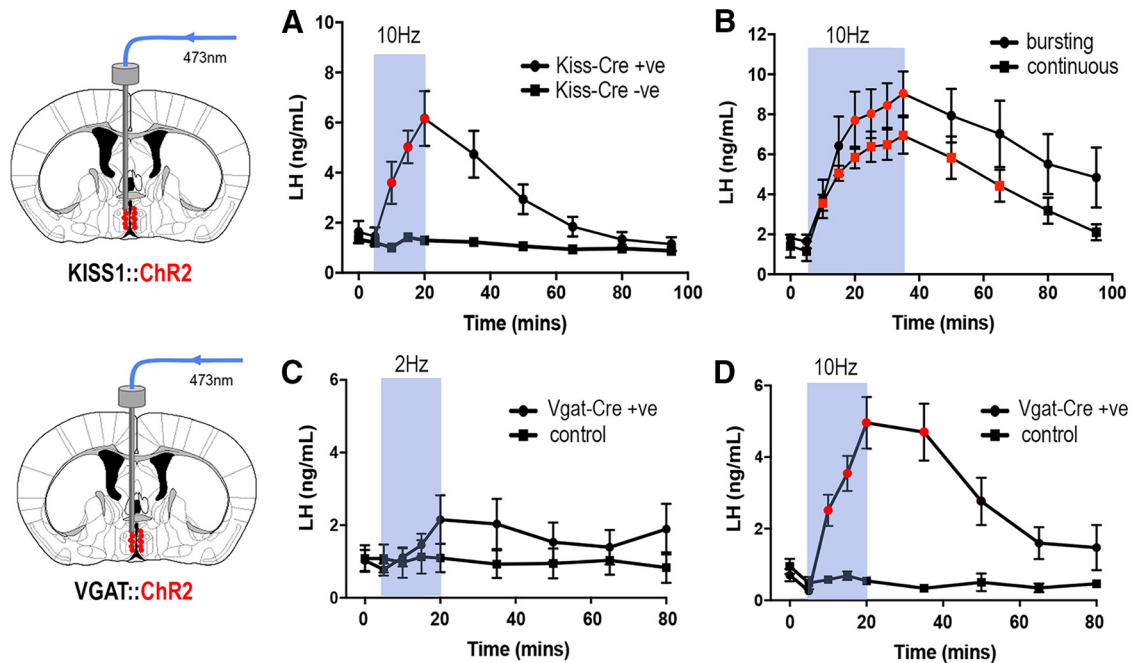 473nm
KISS1::ChR2
A
10Hz
Kiss-Cre +ve
Kiss-Cre -ve
LH (ng/mL)
10
8
6
4
2
0
0 20 40 60 80 100
Time (mins)
B
10Hz
bursting
continuous
LH (ng/mL)
12
10
8
6
4
2
0
0 20 40 60 80 100
Time (mins)
473nm
VGAT::ChR2
C
2Hz
Vgat-Cre +ve
control
LH (ng/mL)
6
4
2
0
0 20 40 60 80
Time (mins)
D
10Hz
Vgat-Cre +ve
control
LH (ng/mL)
6
4
2
0
0 20 40 60 80
Time (mins)